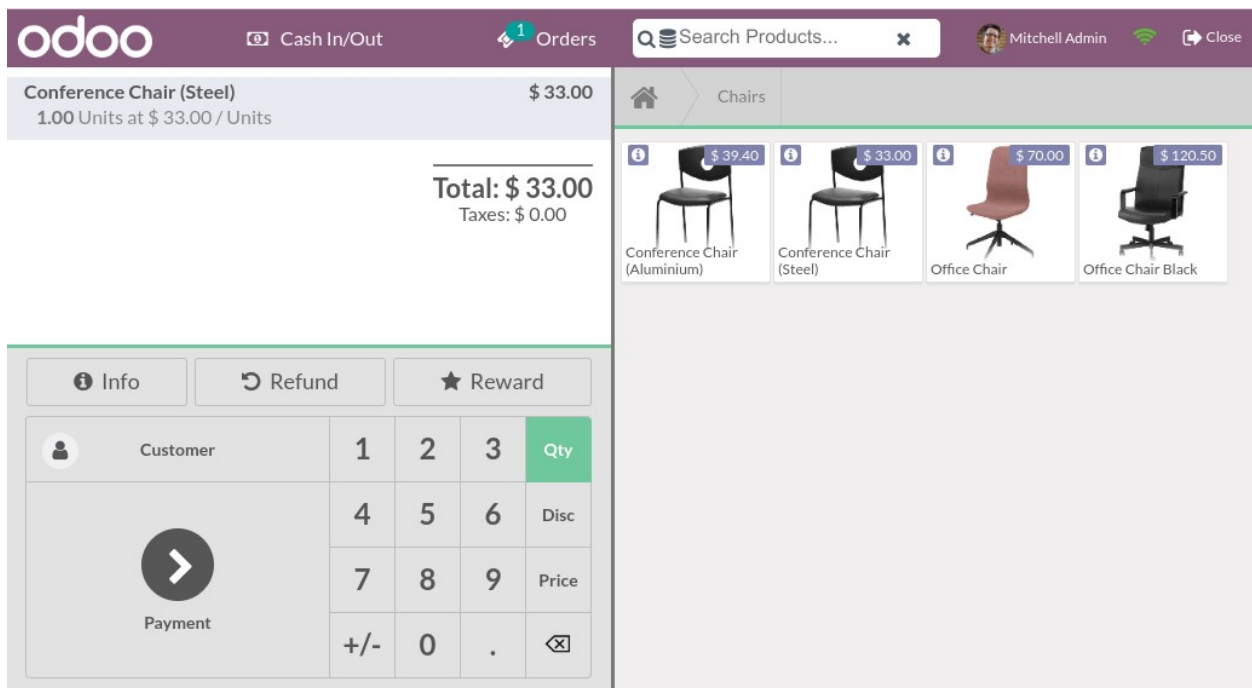 odoo
Cash In/Out
1
Orders
Search Products...
Mitchell Admin
Close
Conference Chair (Steel) $ 33.00
1.00 Units at $ 33.00 / Units
Total: $ 33.00
Taxes: $ 0.00
Info
Refund
Reward
Customer
1 2 3 Qty
4 5 6 Disc
7 8 9 Price
+/- 0 .
Payment
Chairs
$ 39.40
Conference Chair
(Aluminium)
$ 33.00
Conference Chair
(Steel)
$ 70.00
Office Chair
$ 120.50
Office Chair Black